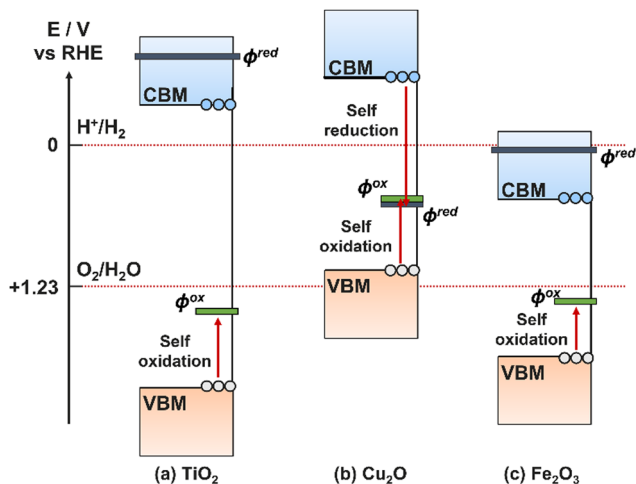 E / V
vs RHE
ϕʳᵉᵈ
CBM
CBM
H⁺/H₂
Self
reduction
0
ϕʳᵉᵈ
CBM
ϕᵒˣ
ϕʳᵉᵈ
Self
oxidation
O₂/H₂O
+1.23
VBM
ϕᵒˣ
ϕᵒˣ
Self
oxidation
Self
oxidation
VBM
VBM
(a) TiO₂
(b) Cu₂O
(c) Fe₂O₃